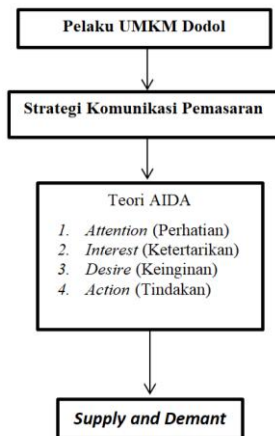 Pelaku UMKM Dodol
Strategi Komunikasi Pemasaran
Teori AIDA
1. Attention (Perhatian)
2. Interest (Ketertarikan)
3. Desire (Keinginan)
4. Action (Tindakan)
Supply and Demant